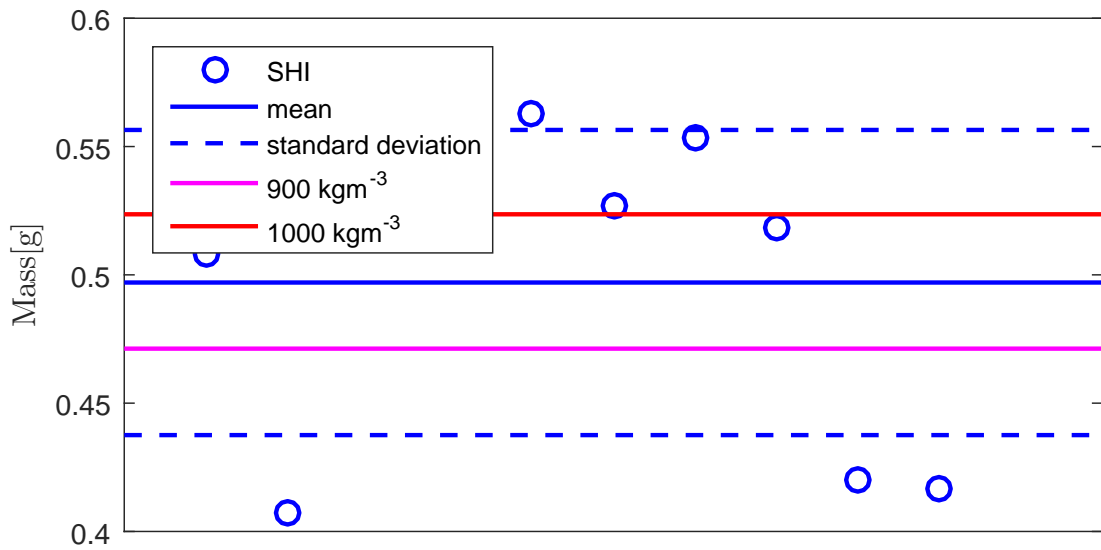 0.6
0.55
0.5
0.45
0.4
Mass[g]
SHI
mean
standard deviation
900 kgm⁻³
1000 kgm⁻³